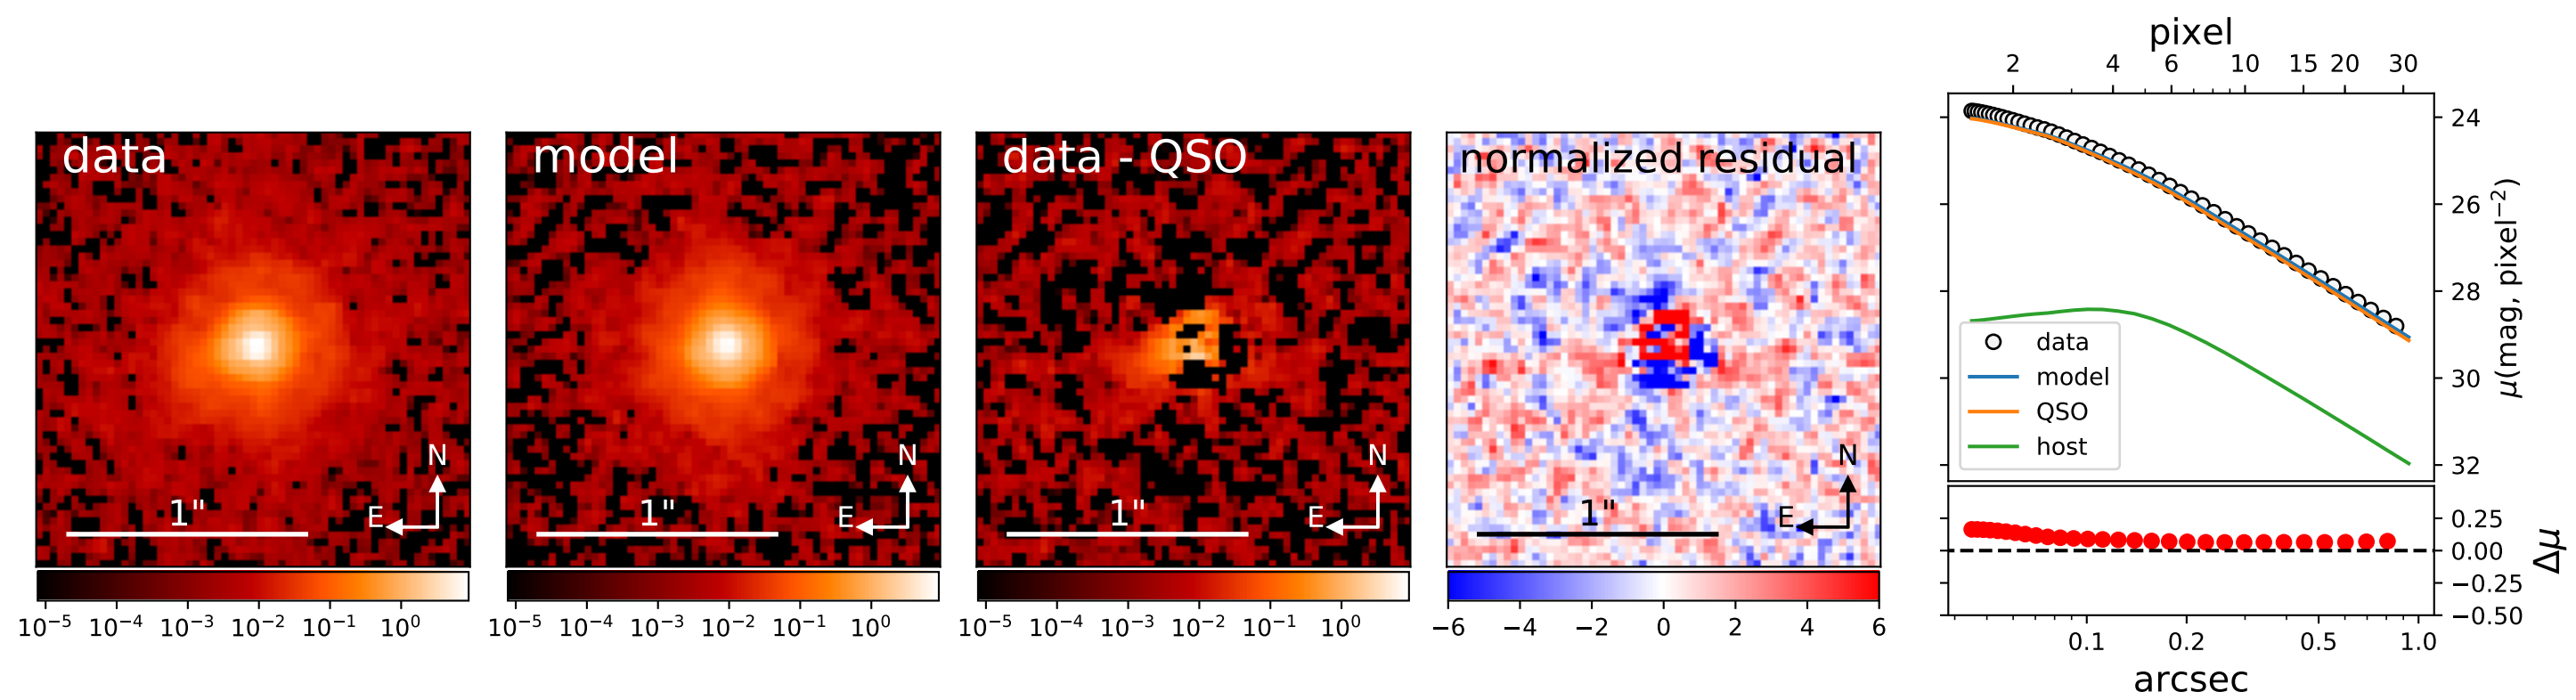 data
1"
N
E
10⁻⁵ 10⁻⁴ 10⁻³ 10⁻² 10⁻¹ 10⁰
model
1"
N
E
10⁻⁵ 10⁻⁴ 10⁻³ 10⁻² 10⁻¹ 10⁰
data - QSO
1"
N
E
10⁻⁵ 10⁻⁴ 10⁻³ 10⁻² 10⁻¹ 10⁰
normalized residual
1"
N
E
−6 −4 −2 0 2 4 6
pixel
2 4 6 10 15 20 30
24
26
28
30
32
μ(mag, pixel⁻²)
data
model
QSO
host
0.25
0.00
−0.25
−0.50
Δμ
0.1 0.2 0.5 1.0
arcsec